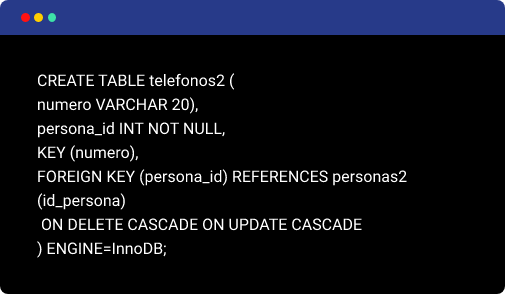 CREATE TABLE telefonos2 (
numero VARCHAR 20),
persona_id INT NOT NULL,
KEY (numero),
FOREIGN KEY (persona_id) REFERENCES personas2
(id_persona)
ON DELETE CASCADE ON UPDATE CASCADE
) ENGINE=InnoDB;